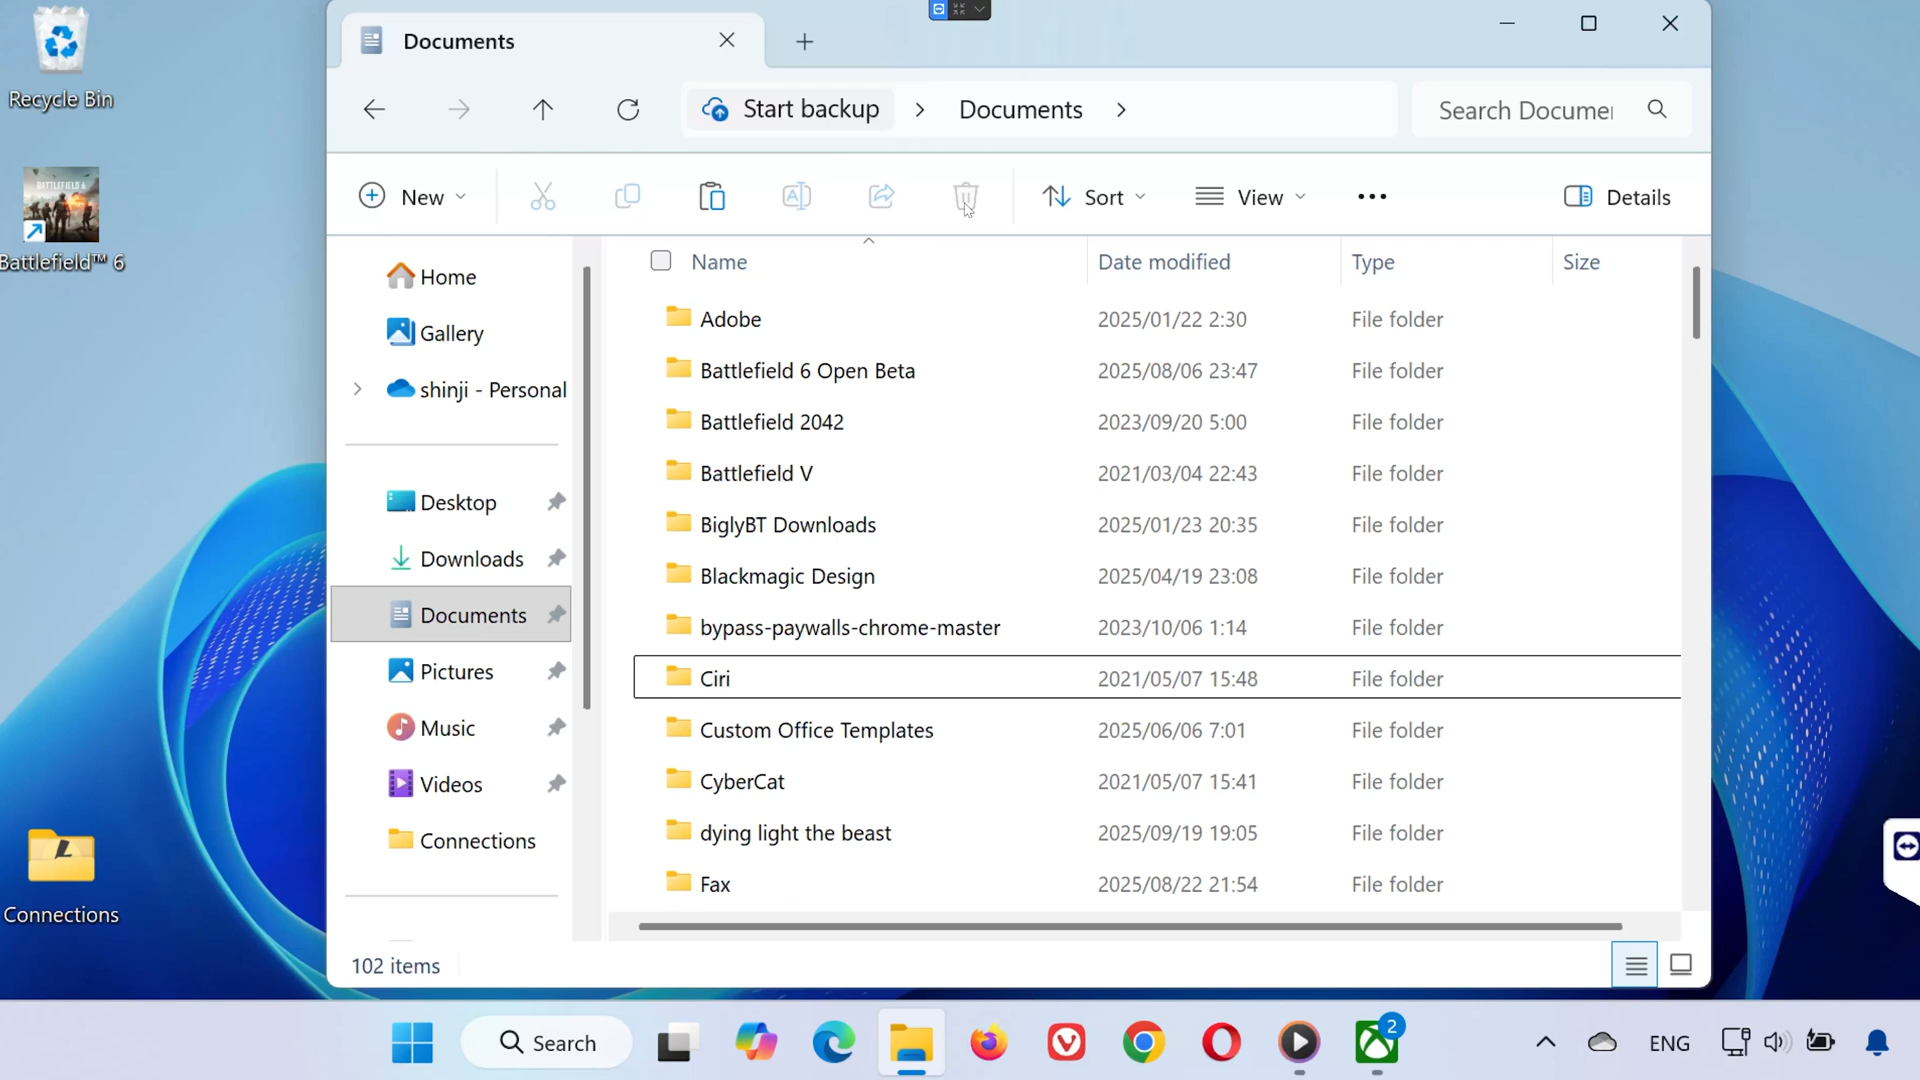 Recycle Bin
Battlefield™ 6
Connections
Documents
Start backup
Documents
Search Documen
New
Sort
View
Details
Home
Gallery
shinji - Personal
Desktop
Downloads
Documents
Pictures
Music
Videos
Connections
Name Date modified Type Size
Adobe 2025/01/22 2:30 File folder
Battlefield 6 Open Beta 2025/08/06 23:47 File folder
Battlefield 2042 2023/09/20 5:00 File folder
Battlefield V 2021/03/04 22:43 File folder
BiglyBT Downloads 2025/01/23 20:35 File folder
Blackmagic Design 2025/04/19 23:08 File folder
bypass-paywalls-chrome-master 2023/10/06 1:14 File folder
Ciri 2021/05/07 15:48 File folder
Custom Office Templates 2025/06/06 7:01 File folder
CyberCat 2021/05/07 15:41 File folder
dying light the beast 2025/09/19 19:05 File folder
Fax 2025/08/22 21:54 File folder
102 items
Search
2
ENG